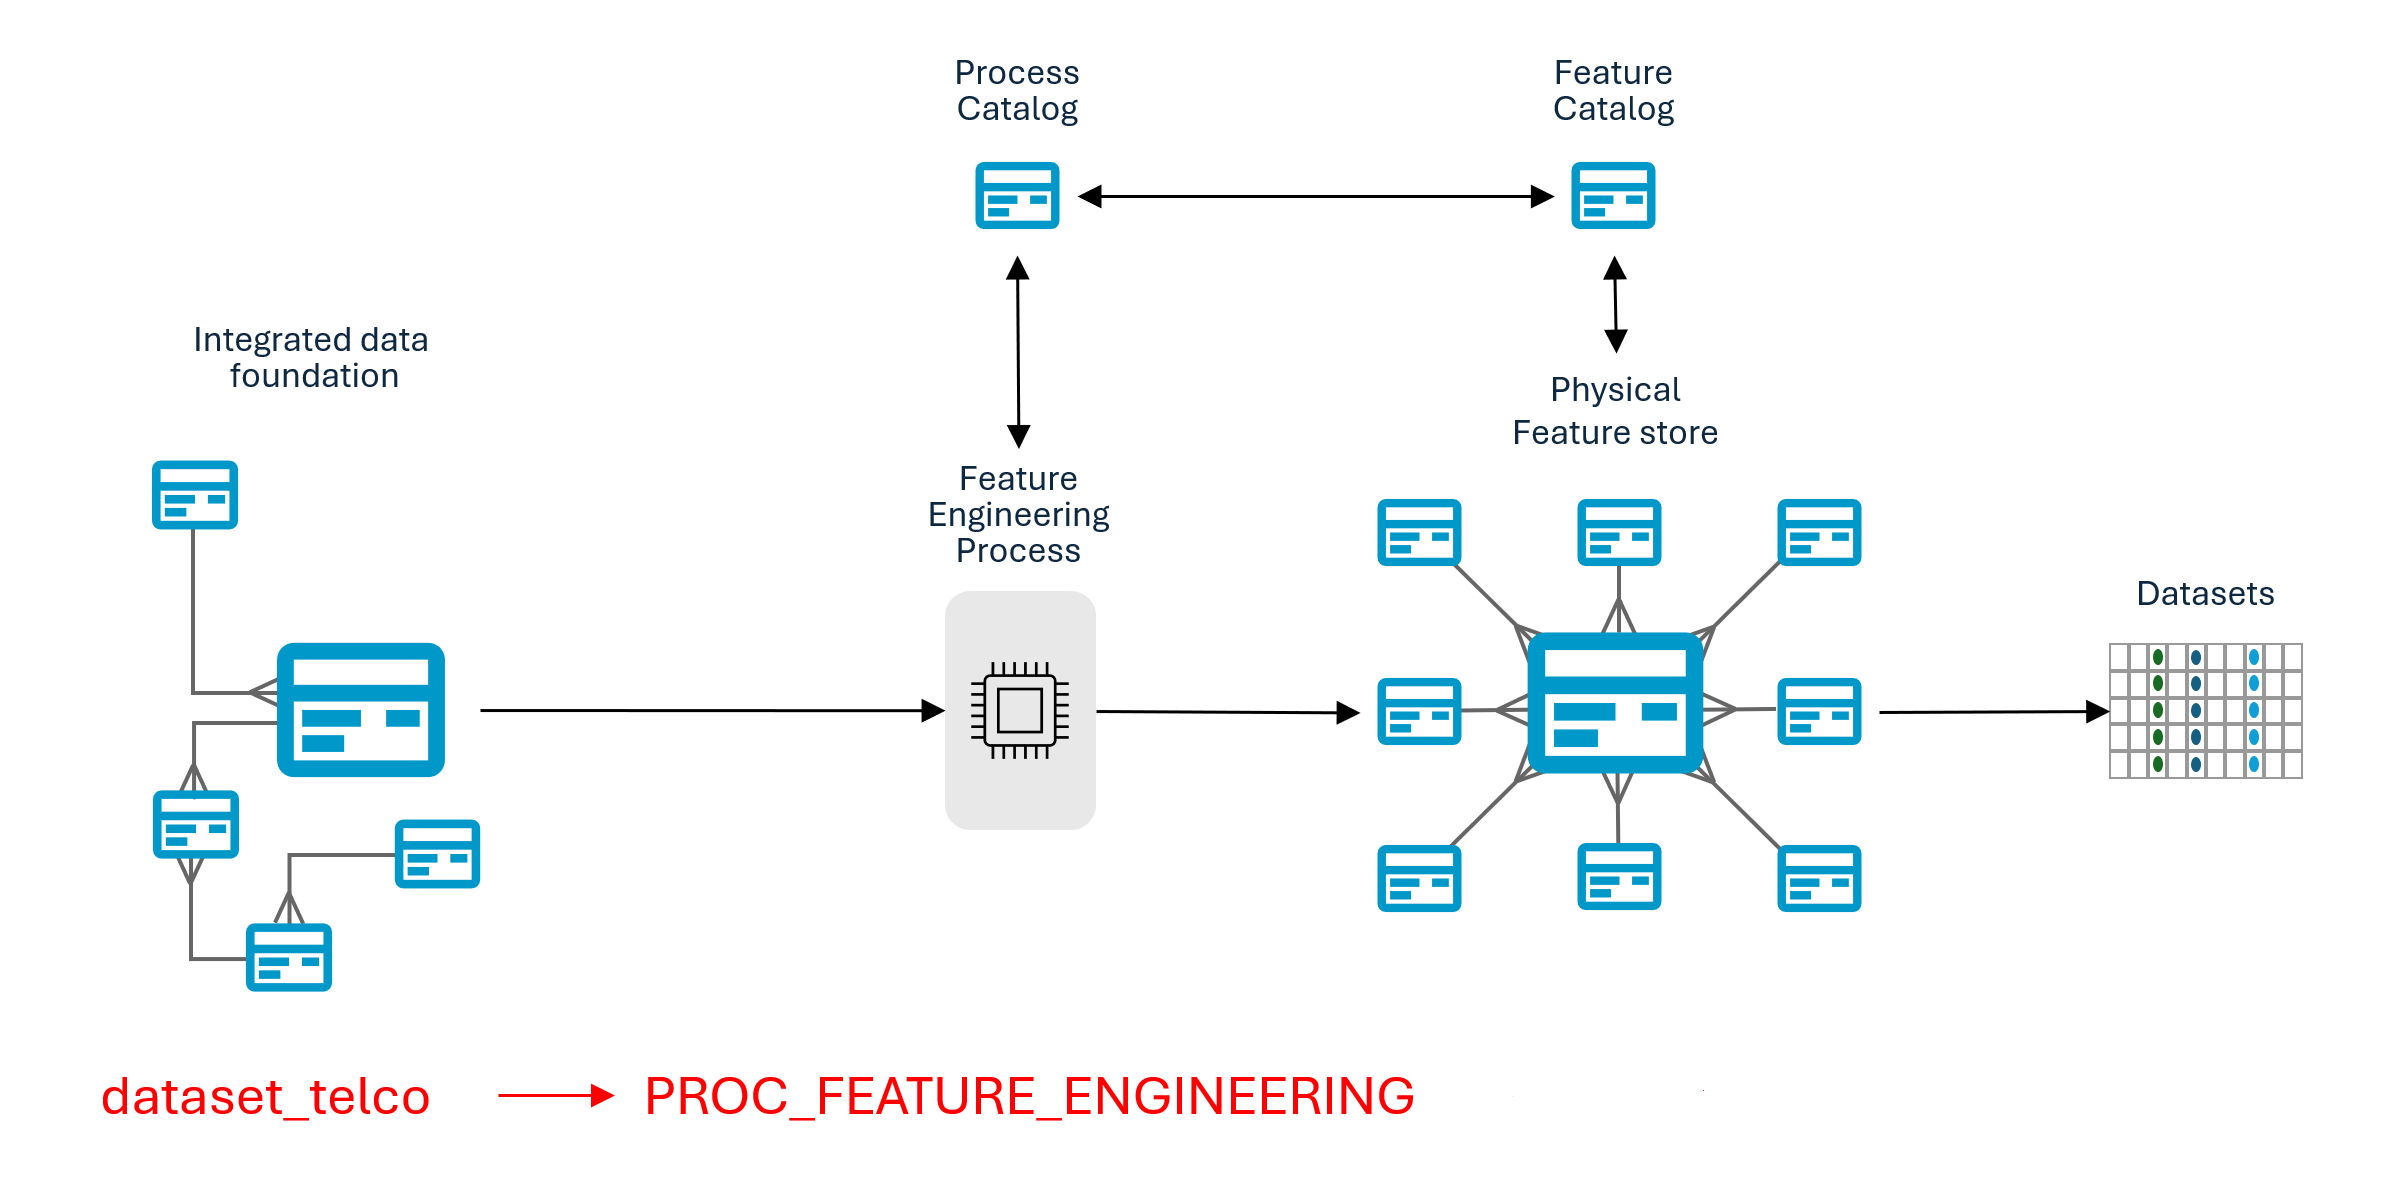 Process
Catalog
Feature
Catalog
Integrated data
foundation
Physical
Feature store
Feature
Engineering
Process
Datasets
dataset_telco
PROC_FEATURE_ENGINEERING